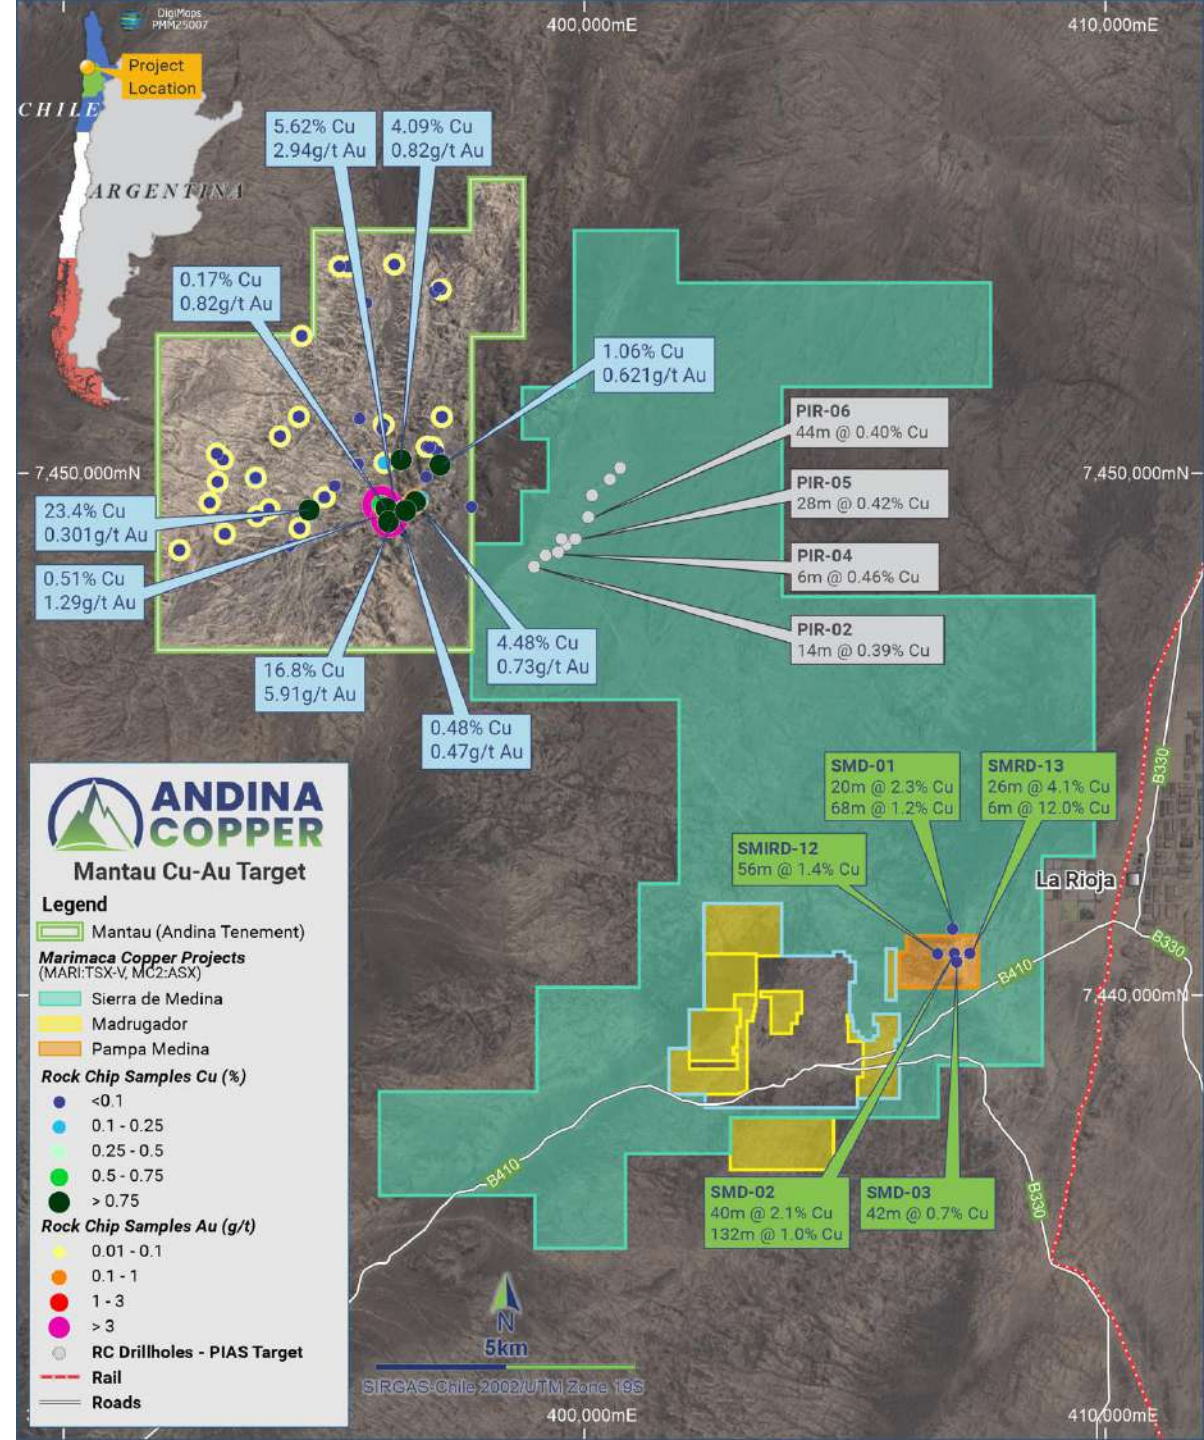 DigiMaps
PMM25007
400,000mE
410,000mE
Project
Location
CHILE
ARGENTINA
5.62% Cu
2.94g/t Au
4.09% Cu
0.82g/t Au
0.17% Cu
0.82g/t Au
1.06% Cu
0.621g/t Au
PIR-06
44m @ 0.40% Cu
7,450,000mN
7,450,000mN
PIR-05
28m @ 0.42% Cu
23.4% Cu
0.301g/t Au
PIR-04
6m @ 0.46% Cu
0.51% Cu
1.29g/t Au
PIR-02
14m @ 0.39% Cu
4.48% Cu
0.73g/t Au
16.8% Cu
5.91g/t Au
0.48% Cu
0.47g/t Au
SMD-01
20m @ 2.3% Cu
68m @ 1.2% Cu
SMRD-13
26m @ 4.1% Cu
6m @ 12.0% Cu
B330
SMIRD-12
56m @ 1.4% Cu
La Rioja
B330
B410
7,440,000mN
B410
B330
SMD-02
40m @ 2.1% Cu
132m @ 1.0% Cu
SMD-03
42m @ 0.7% Cu
ANDINA
COPPER
Mantau Cu-Au Target
Legend
Mantau (Andina Tenement)
Marimaca Copper Projects
(MARI:TSX-V, MC2:ASX)
Sierra de Medina
Madrugador
Pampa Medina
Rock Chip Samples Cu (%)
<0.1
0.1 - 0.25
0.25 - 0.5
0.5 - 0.75
> 0.75
Rock Chip Samples Au (g/t)
0.01 - 0.1
0.1 - 1
1 - 3
> 3
RC Drillholes - PIAS Target
Rail
Roads
N
5km
SIRGAS-Chile 2002/UTM Zone 19S
400,000mE
410,000mE